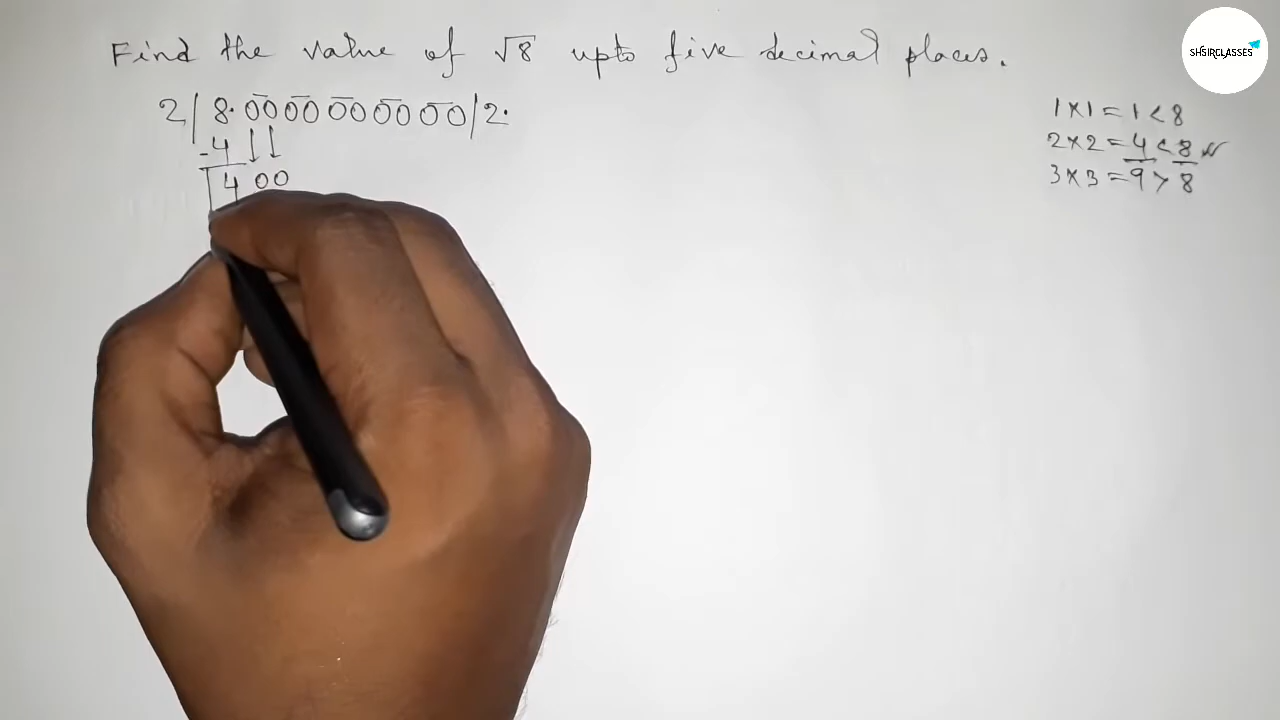 Find the value of √8 upto five decimal places.
SHSIRCLASSES
2/ 8.00 00 00 00 00 /2.
-4 ↓↓
4 00
1×1=1<8
2×2=4<8
3×3=9>8